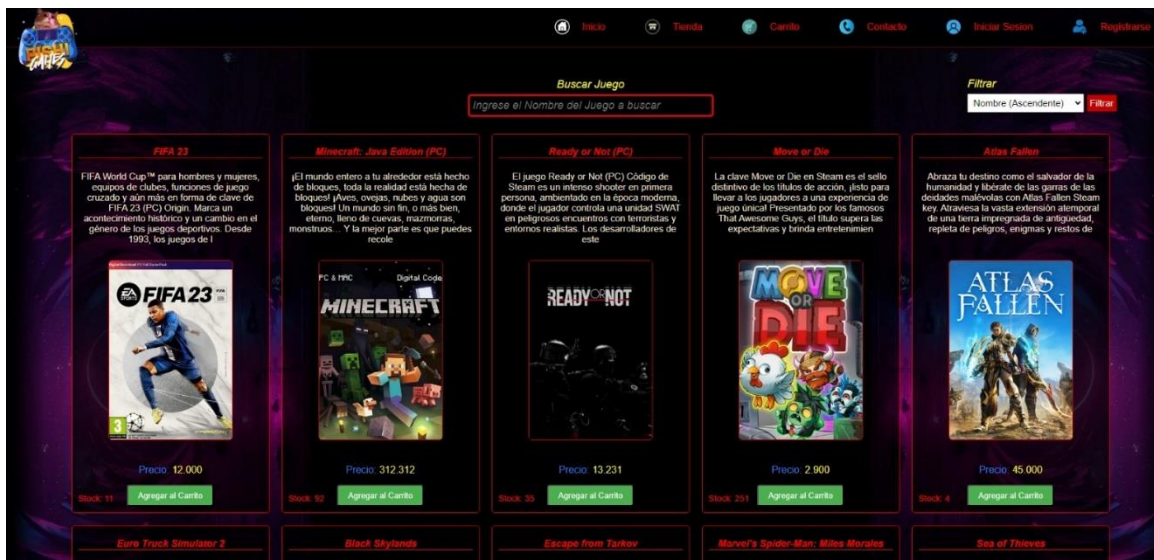 BIGHI
GAMES
Inicio
Tienda
Carrito
Contacto
Iniciar Sesion
Registrarse
Buscar Juego
Ingrese el Nombre del Juego a buscar
Filtrar
Nombre (Ascendente)
Filtrar
FIFA 23
FIFA World Cup™ para hombres y mujeres,
equipos de clubes, funciones de juego
cruzado y aún más en forma de clave de
FIFA 23 (PC) Origin. Marca un
acontecimiento histórico y un cambio en el
género de los juegos deportivos. Desde
1993, los juegos de l
EA
SPORTS
FIFA 23
3
Precio: 12.000
Stock: 11
Agregar al Carrito
Minecraft: Java Edition (PC)
¡El mundo entero a tu alrededor está hecho
de bloques, toda la realidad está hecha de
bloques! ¡Aves, ovejas, nubes y agua son
bloques! Un mundo sin fin, o más bien,
eterno, lleno de cuevas, mazmorras,
monstruos... Y la mejor parte es que puedes
recole
PC & MAC
Digital Code
MINECRAFT
Precio: 312.312
Stock: 92
Agregar al Carrito
Ready or Not (PC)
El juego Ready or Not (PC) Código de
Steam es un intenso shooter en primera
persona, ambientado en la época moderna,
donde el jugador controla una unidad SWAT
en peligrosos encuentros con terroristas y
entornos realistas. Los desarrolladores de
este
READY OR NOT
Precio: 13.231
Stock: 35
Agregar al Carrito
Move or Die
La clave Move or Die en Steam es el sello
distintivo de los títulos de acción, ¡listo para
llevar a los jugadores a una experiencia de
juego única! Presentado por los famosos
That Awesome Guys, el título supera las
expectativas y brinda entretenimien
MOVE
OR
DIE
Precio: 2.900
Stock: 251
Agregar al Carrito
Atlas Fallen
Abraza tu destino como el salvador de la
humanidad y libérate de las garras de las
deidades malévolas con Atlas Fallen Steam
key. Atraviesa la vasta extensión atemporal
de una tierra impregnada de antigüedad,
repleta de peligros, enigmas y restos de
ATLAS
FALLEN
Precio: 45.000
Stock: 4
Agregar al Carrito
Euro Truck Simulator 2
Black Skylands
Escape from Tarkov
Marvel's Spider-Man: Miles Morales
Sea of Thieves